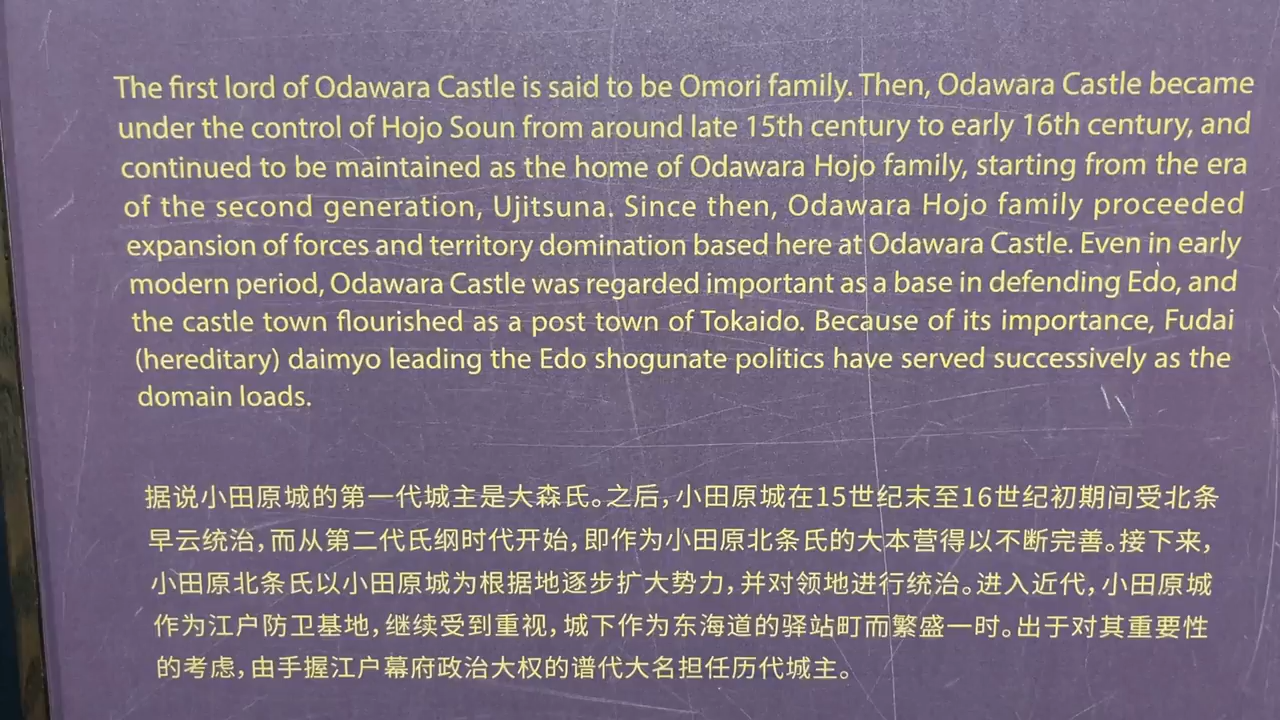 The first lord of Odawara Castle is said to be Omori family. Then, Odawara Castle became
under the control of Hojo Soun from around late 15th century to early 16th century, and
continued to be maintained as the home of Odawara Hojo family, starting from the era
of the second generation, Ujitsuna. Since then, Odawara Hojo family proceeded
expansion of forces and territory domination based here at Odawara Castle. Even in early
modern period, Odawara Castle was regarded important as a base in defending Edo, and
the castle town flourished as a post town of Tokaido. Because of its importance, Fudai
(hereditary) daimyo leading the Edo shogunate politics have served successively as the
domain loads.
据说小田原城的第一代城主是大森氏。之后，小田原城在15世纪末至16世纪初期间受北条
早云统治，而从第二代氏纲时代开始，即作为小田原北条氏的大本营得以不断完善。接下来，
小田原北条氏以小田原城为根据地逐步扩大势力，并对领地进行统治。进入近代，小田原城
作为江户防卫基地，继续受到重视，城下作为东海道的驿站町而繁盛一时。出于对其重要性
的考虑，由手握江户幕府政治大权的谱代大名担任历代城主。